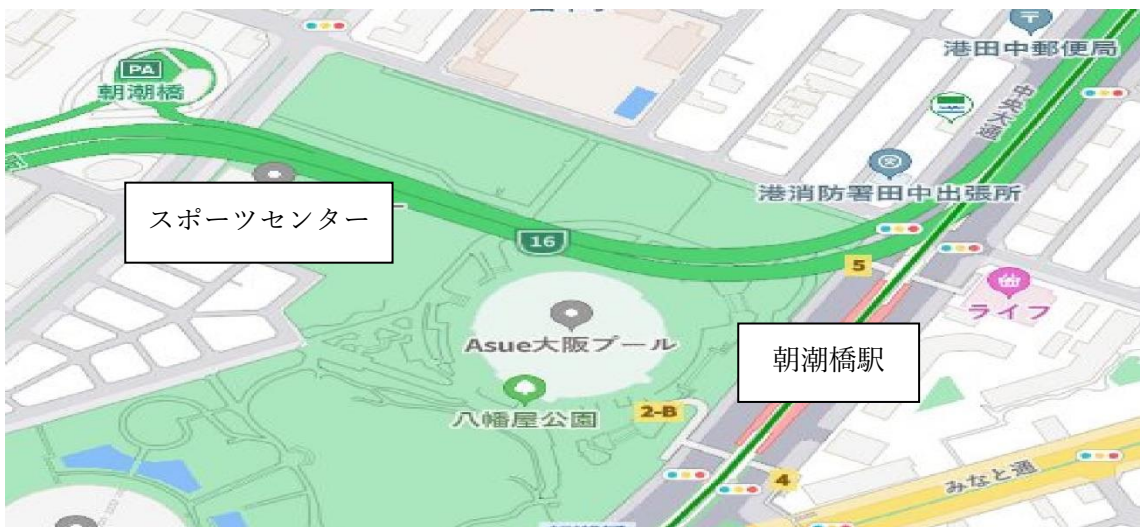 港田中郵便局
PA
朝潮橋
中央大通
港消防署田中出張所
スポーツセンター
16
5
ライフ
Asue大阪プール
朝潮橋駅
八幡屋公園
2-B
みなと通
4